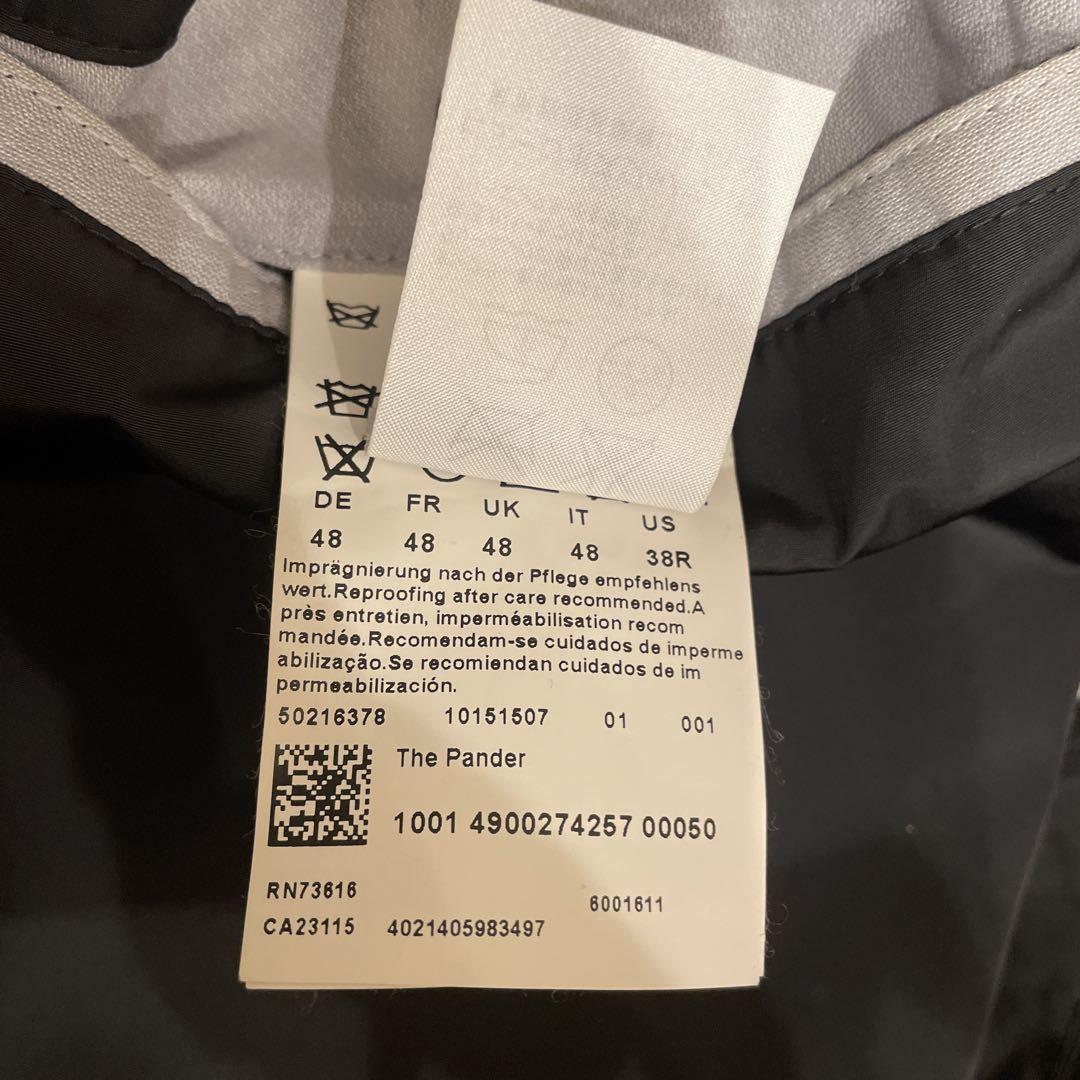 DE FR UK IT US
48 48 48 48 38R
Imprägnierung nach der Pflege empfehlens
wert.Reproofing after care recommended.A
près entretien, imperméabilisation recom
mandée.Recomendam-se cuidados de imperme
abilização.Se recomiendan cuidados de im
permeabilización.
50216378 10151507 01 001
The Pander
1001 4900274257 00050
RN73616 6001611
CA23115 4021405983497